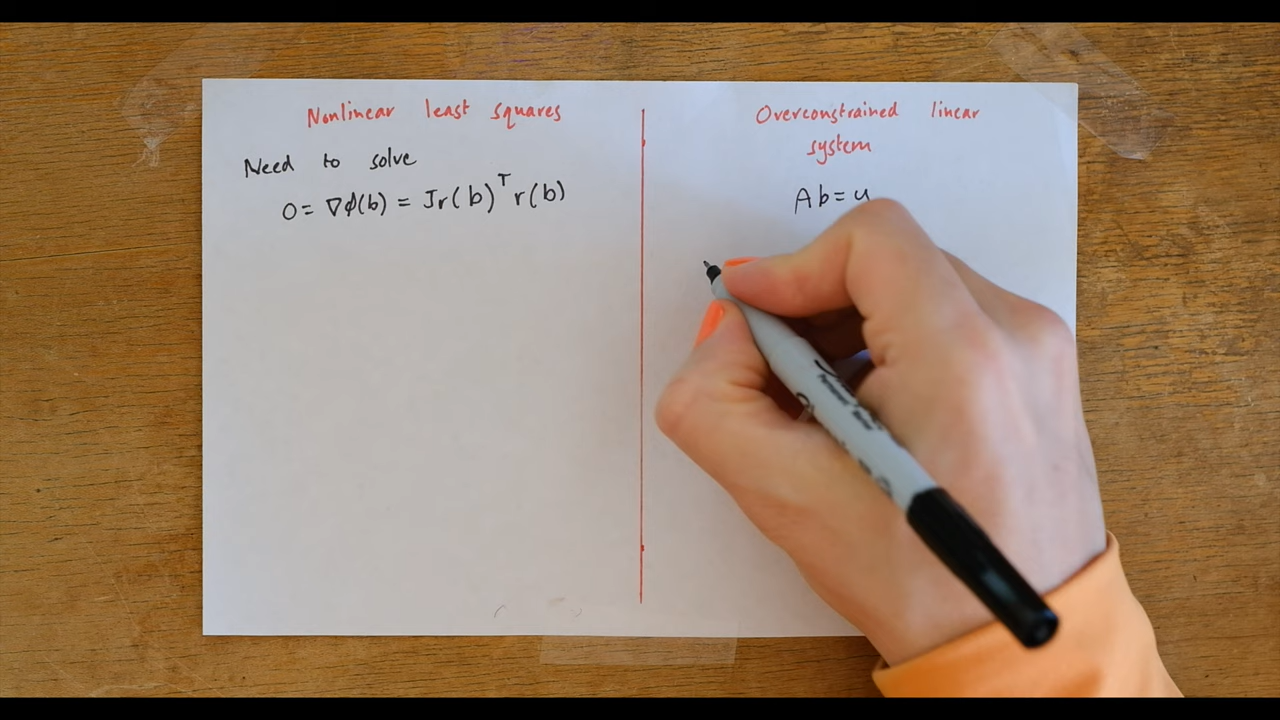 Nonlinear least squares
Need to solve
0 = ∇ϕ(b) = Jr(b)ᵀ r(b)
Overconstrained linear
system
Ab = u